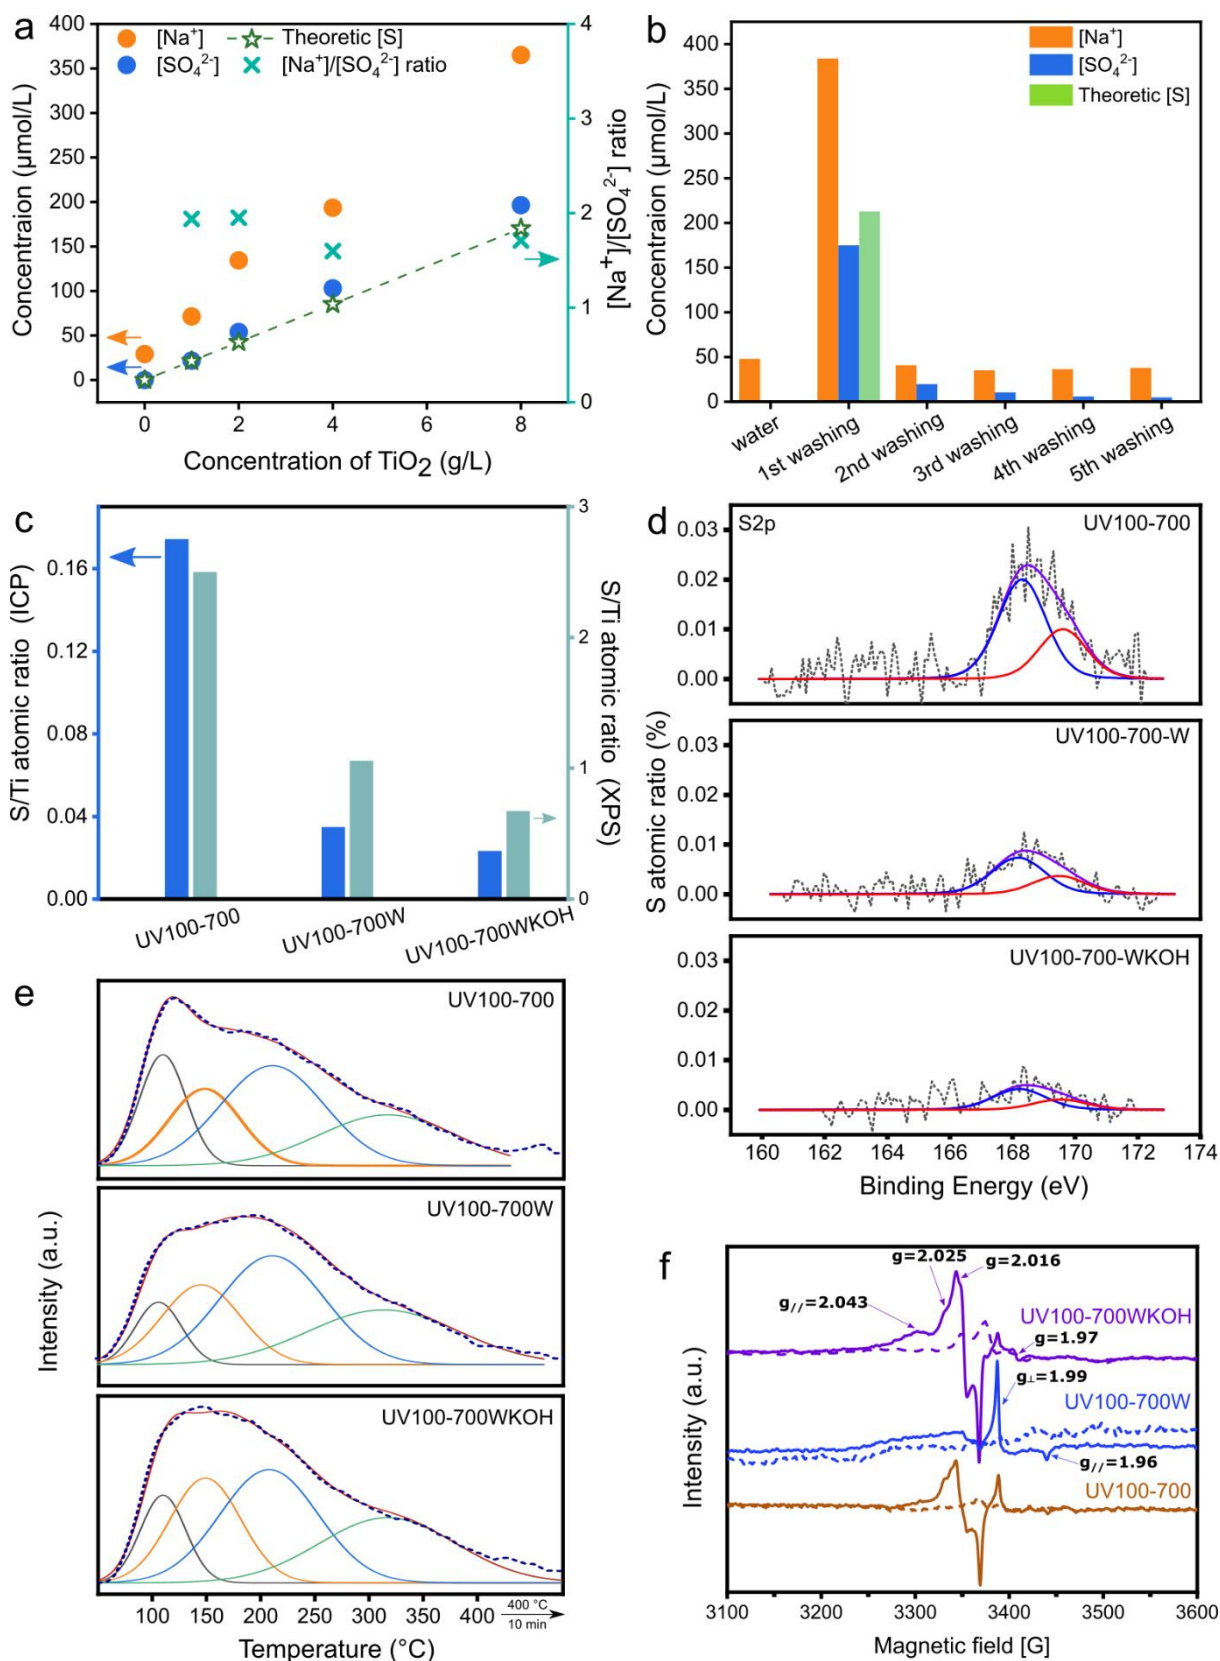 a
400
350
300
250
200
150
100
50
0
[Na⁺]
[SO₄²⁻]
Theoretic [S]
[Na⁺]/[SO₄²⁻] ratio
4
3
2
1
0
0
2
4
6
8
Concentraion (µmol/L)
[Na⁺]/[SO₄²⁻] ratio
Concentration of TiO₂ (g/L)
b
400
350
300
250
200
150
100
50
0
[Na⁺]
[SO₄²⁻]
Theoretic [S]
Concentraion (µmol/L)
water
1st washing
2nd washing
3rd washing
4th washing
5th washing
c
0.16
0.12
0.08
0.04
0.00
3
2
1
0
S/Ti atomic ratio (ICP)
S/Ti atomic ratio (XPS)
UV100-700
UV100-700W
UV100-700WKOH
d
S2p
UV100-700
0.03
0.02
0.01
0.00
UV100-700-W
0.03
0.02
0.01
0.00
UV100-700-WKOH
0.03
0.02
0.01
0.00
S atomic ratio (%)
160
162
164
166
168
170
172
174
Binding Energy (eV)
e
UV100-700
UV100-700W
UV100-700WKOH
Intensity (a.u.)
100
150
200
250
300
350
400
400 °C
10 min
Temperature (°C)
f
g=2.025
g=2.016
g//=2.043
UV100-700WKOH
g=1.97
g⊥=1.99
UV100-700W
g//=1.96
UV100-700
Intensity (a.u.)
3100
3200
3300
3400
3500
3600
Magnetic field [G]